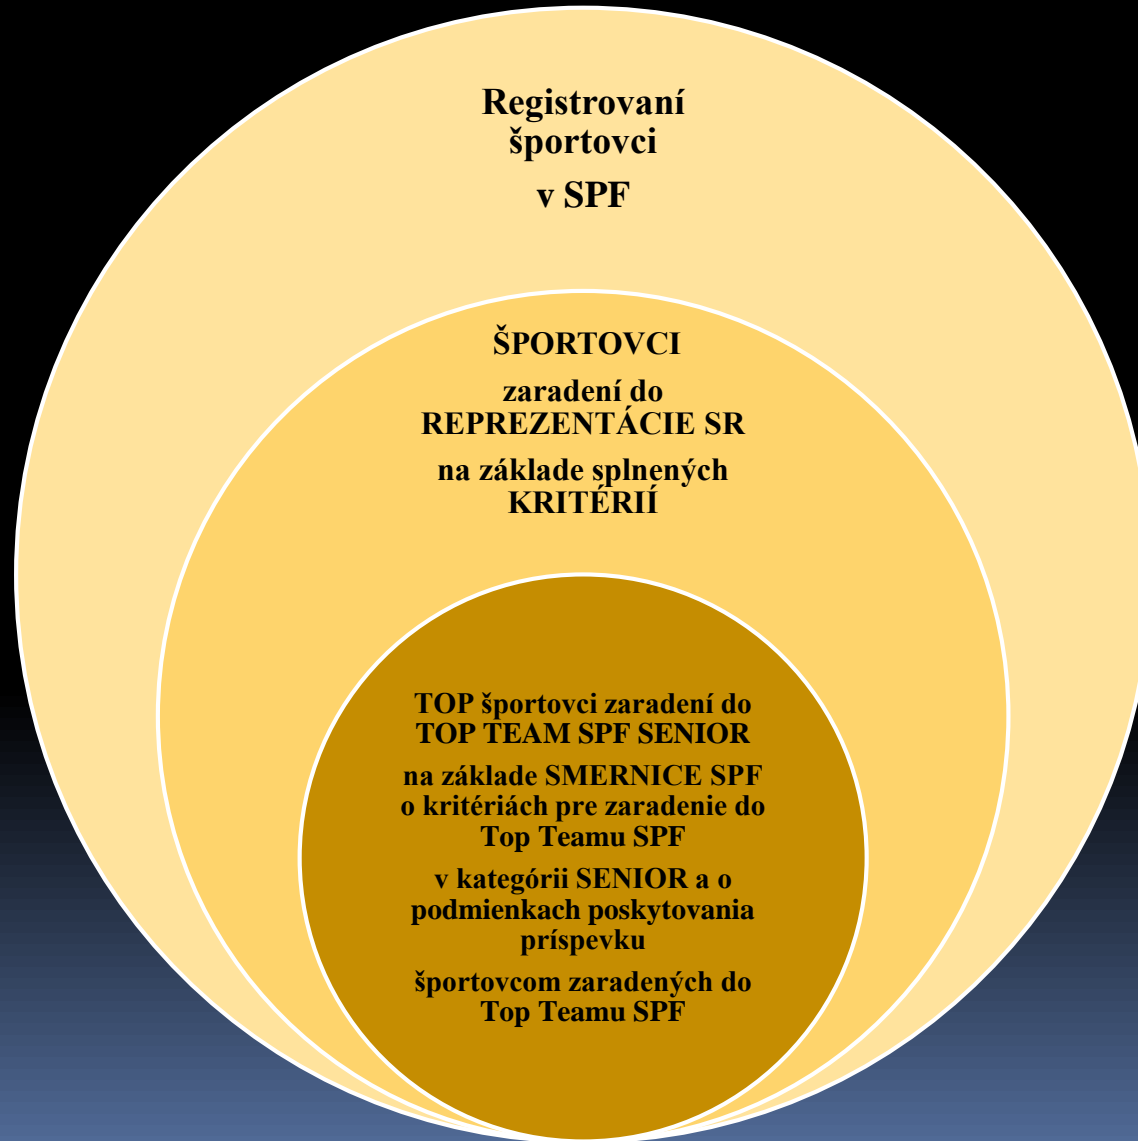 Registrovaní
športovci
v SPF
ŠPORTOVCI
zaradení do
REPREZENTÁCIE SR
na základe splnených
KRITÉRIÍ
TOP športovci zaradení do
TOP TEAM SPF SENIOR
na základe SMERNICE SPF
o kritériách pre zaradenie do
Top Teamu SPF
v kategórii SENIOR a o
podmienkach poskytovania
príspevku
športovcom zaradených do
Top Teamu SPF